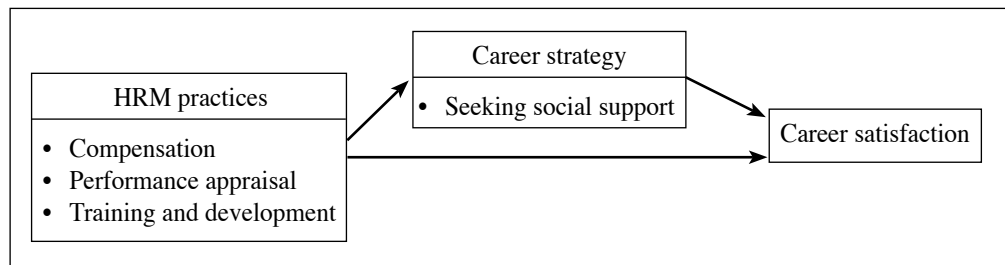 HRM practices
• Compensation
• Performance appraisal
• Training and development
Career strategy
• Seeking social support
Career satisfaction